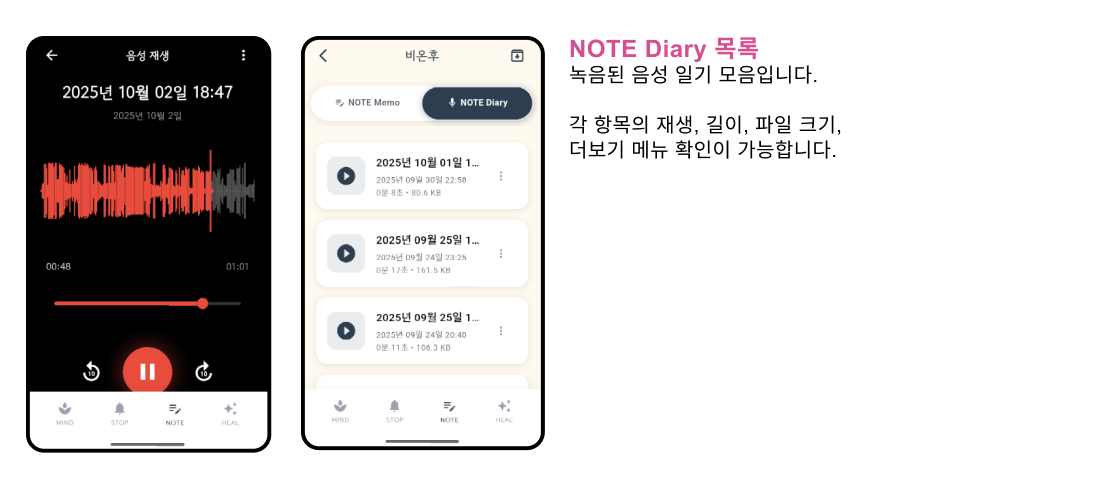 음성 재생
2025년 10월 02일 18:47
2025년 10월 2일
00:48
01:01
10
10
MIND
STOP
NOTE
HEAL
비온후
NOTE Memo
NOTE Diary
2025년 10월 01일 1...
2025년 09월 30일 22:58
0분 8초 • 80.6 KB
2025년 09월 25일 1...
2025년 09월 24일 23:25
0분 17초 • 161.5 KB
2025년 09월 25일 1...
2025년 09월 24일 20:40
0분 11초 • 106.3 KB
MIND
STOP
NOTE
HEAL
NOTE Diary 목록
녹음된 음성 일기 모음입니다.
각 항목의 재생, 길이, 파일 크기,
더보기 메뉴 확인이 가능합니다.